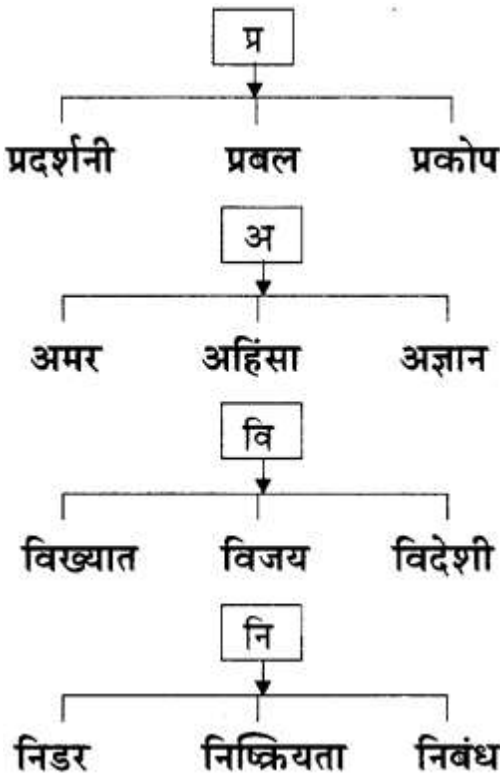 प्र
प्रदर्शनी प्रबल प्रकोप
अ
अमर अहिंसा अज्ञान
वि
विख्यात विजय विदेशी
नि
निडर निष्क्रियता निबंध